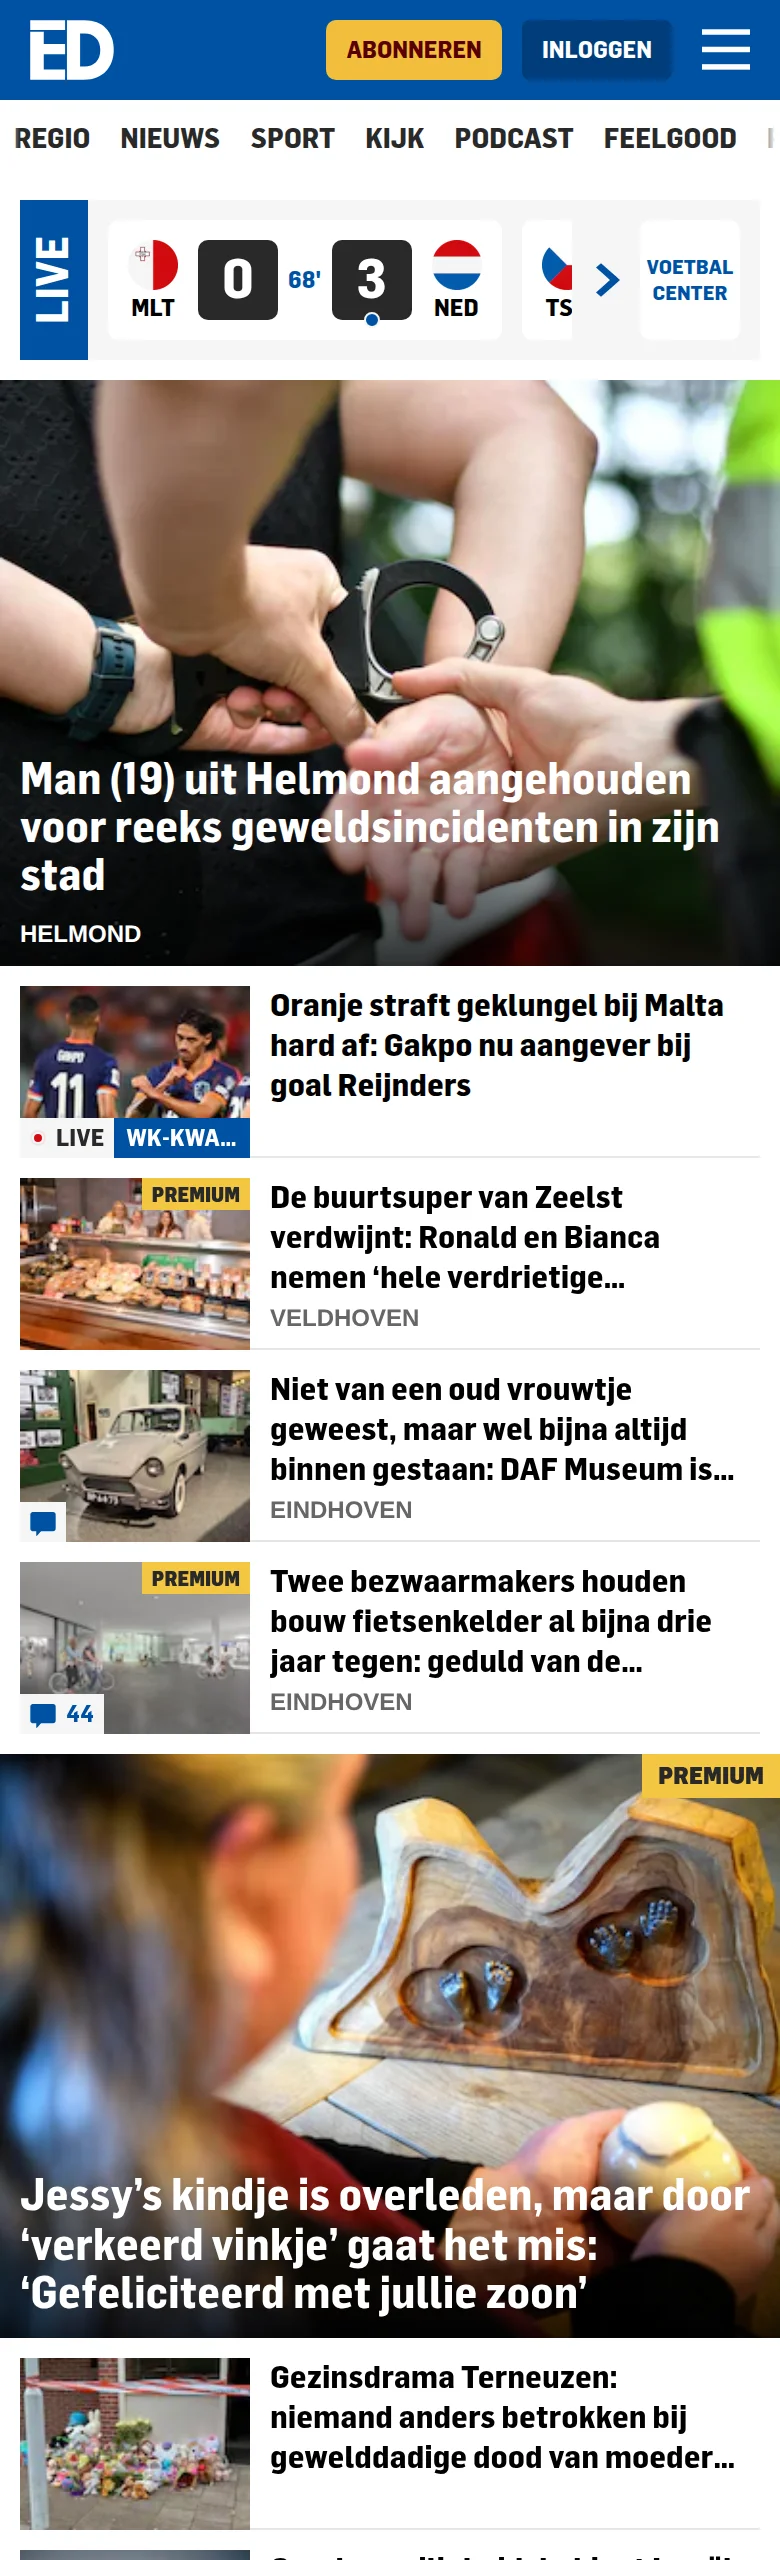 ED
ABONNEREN
INLOGGEN
REGIO NIEUWS SPORT KIJK PODCAST FEELGOOD
LIVE
0 68' 3
MLT NED
TS
VOETBAL
CENTER
Man (19) uit Helmond aangehouden
voor reeks geweldsincidenten in zijn
stad
HELMOND
GAKPO
11
LIVE WK-KWA...
Oranje straft geklungel bij Malta
hard af: Gakpo nu aangever bij
goal Reijnders
PREMIUM
De buurtsuper van Zeelst
verdwijnt: Ronald en Bianca
nemen ‘hele verdrietige...
VELDHOVEN
Niet van een oud vrouwtje
geweest, maar wel bijna altijd
binnen gestaan: DAF Museum is...
EINDHOVEN
PREMIUM
44
Twee bezwaarmakers houden
bouw fietsenkelder al bijna drie
jaar tegen: geduld van de...
EINDHOVEN
PREMIUM
Jessy’s kindje is overleden, maar door
‘verkeerd vinkje’ gaat het mis:
‘Gefeliciteerd met jullie zoon’
Gezinsdrama Terneuzen:
niemand anders betrokken bij
gewelddadige dood van moeder...